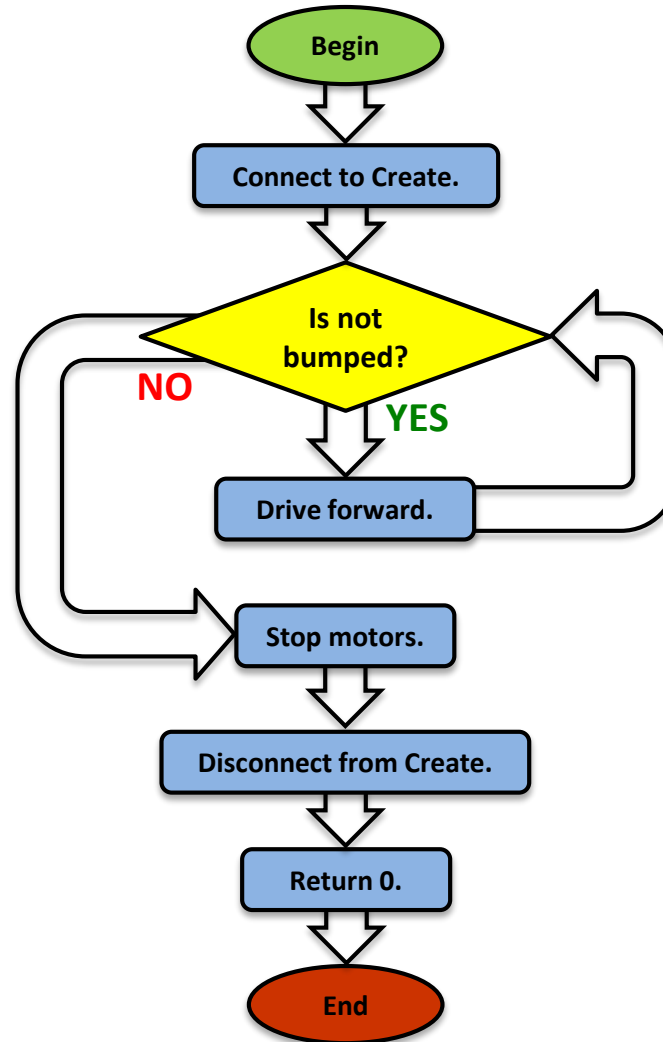 Begin
Connect to Create.
Is not
bumped?
NO
YES
Drive forward.
Stop motors.
Disconnect from Create.
Return 0.
End